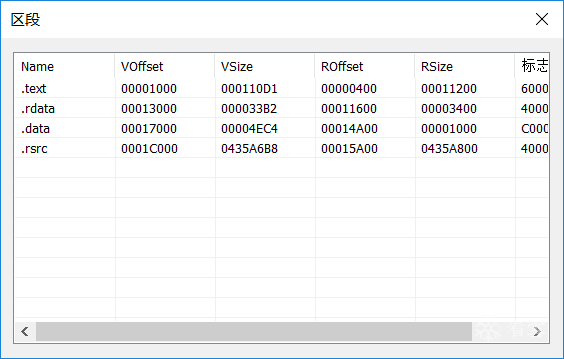 区段
Name VOffset VSize ROffset RSize 标志
.text 00001000 000110D1 00000400 00011200 6000
.rdata 00013000 000033B2 00011600 00003400 4000
.data 00017000 00004EC4 00014A00 00001000 C000
.rsrc 0001C000 0435A6B8 00015A00 0435A800 4000